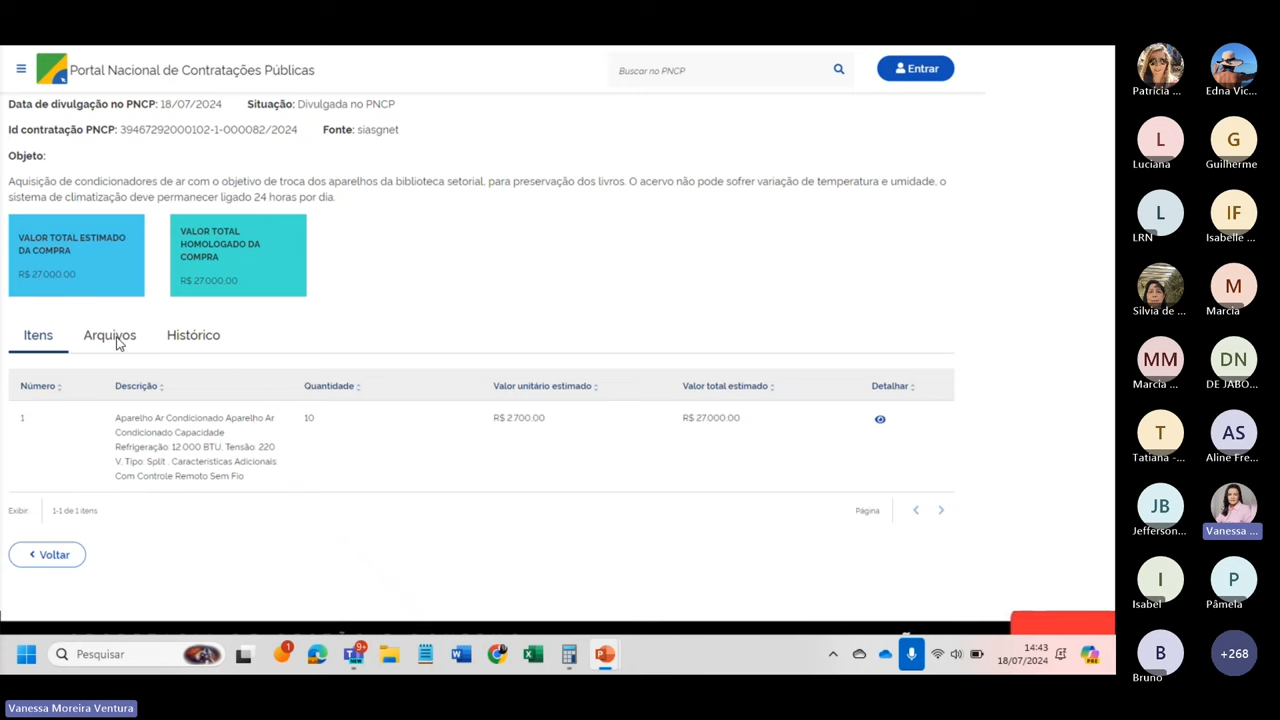 Portal Nacional de Contratações Públicas
Buscar no PNCP
Entrar
Data de divulgação no PNCP: 18/07/2024 Situação: Divulgada no PNCP
Id contratação PNCP: 39467292000102-1-000082/2024 Fonte: siasgnet
Objeto:
Aquisição de condicionadores de ar com o objetivo de troca dos aparelhos da biblioteca setorial, para preservação dos livros. O acervo não pode sofrer variação de temperatura e umidade, o
sistema de climatização deve permanecer ligado 24 horas por dia.
VALOR TOTAL ESTIMADO
DA COMPRA
R$ 27.000,00
VALOR TOTAL
HOMOLOGADO DA
COMPRA
R$ 27.000,00
Itens Arquivos Histórico
Número Descrição Quantidade Valor unitário estimado Valor total estimado Detalhar
1 Aparelho Ar Condicionado Aparelho Ar 10 R$ 2.700,00 R$ 27.000,00
Condicionado Capacidade
Refrigeração: 12.000 BTU, Tensão: 220
V, Tipo: Split , Características Adicionais:
Com Controle Remoto Sem Fio
Exibir: 1-1 de 1 itens Página
Voltar
Pesquisar
1
9+
NEW
14:43
18/07/2024
PRE
Patrícia ...
Edna Vic...
L
Luciana
G
Guilherme
L
LRN
IF
Isabelle ...
Silvia de ...
M
Marcia
MM
Marcia ...
DN
DE JABO...
T
Tatiana -...
AS
Aline Fre...
JB
Jefferson...
Vanessa ...
I
Isabel
P
Pâmela
B
Bruno
+268
Vanessa Moreira Ventura